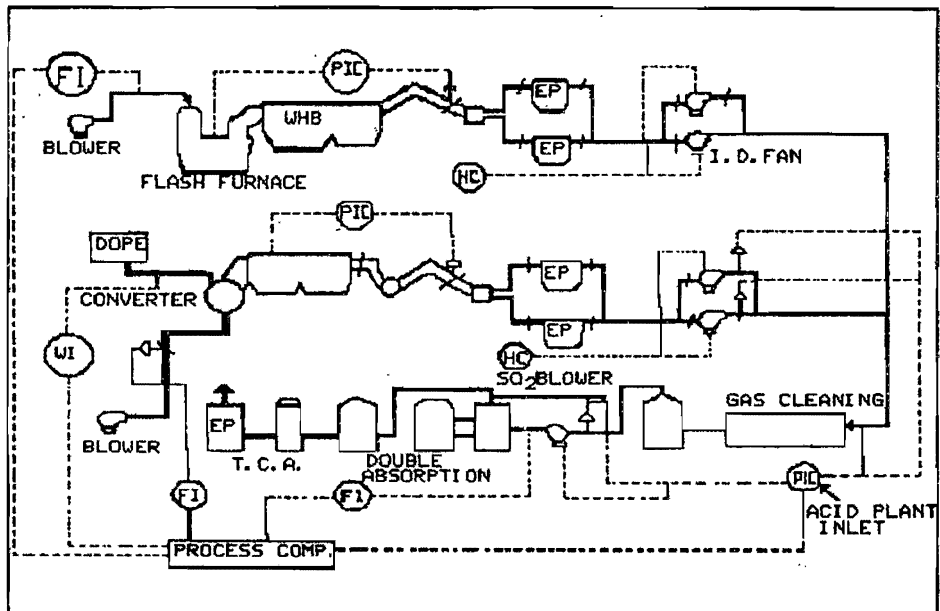 FI
PIC
WHB
EP
EP
BLOWER
FLASH FURNACE
HC
I.D.FAN
PIC
DOPE
EP
CONVERTER
WI
EP
HC
SO₂BLOWER
BLOWER
EP
T.C.A.
DOUBLE
ABSORPTION
GAS CLEANING
FI
FI
PIC
ACID PLANT
INLET
PROCESS COMP.